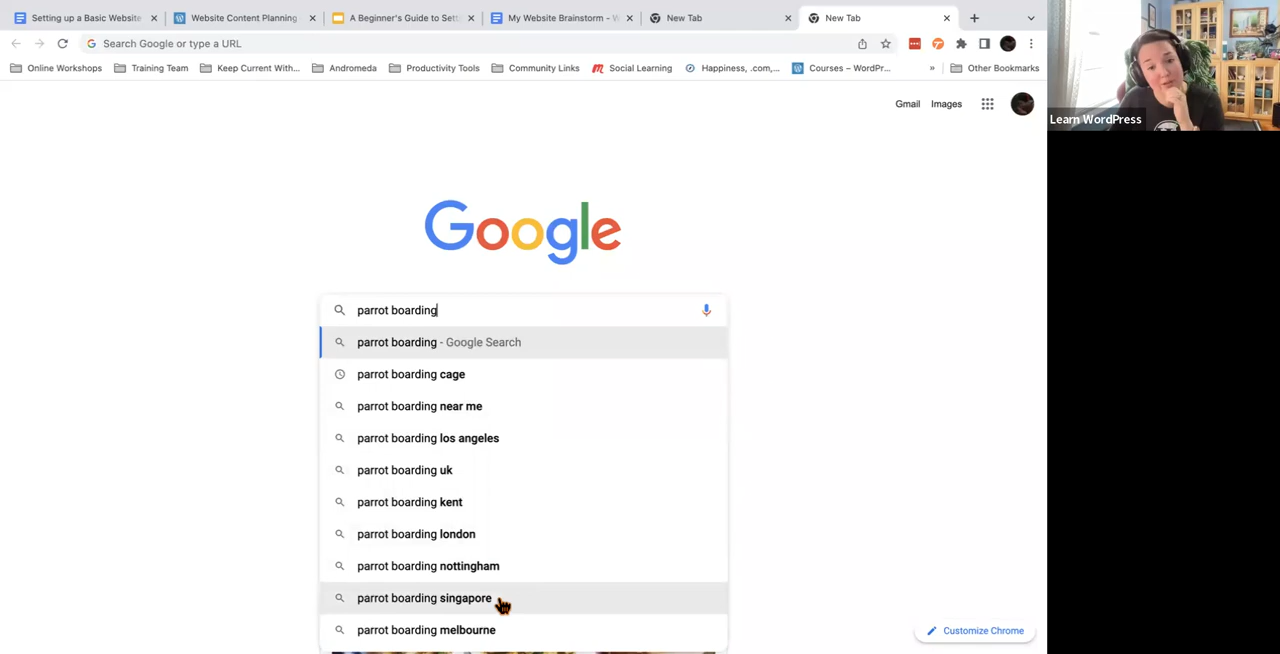 Setting up a Basic Website
Website Content Planning
A Beginner's Guide to Sett
My Website Brainstorm - W
New Tab
New Tab
Search Google or type a URL
Online Workshops
Training Team
Keep Current With...
Andromeda
Productivity Tools
Community Links
Social Learning
Happiness, .com,...
Courses – WordPr...
»
Other Bookmarks
Learn WordPress
Gmail
Images
Google
parrot boarding
parrot boarding - Google Search
parrot boarding cage
parrot boarding near me
parrot boarding los angeles
parrot boarding uk
parrot boarding kent
parrot boarding london
parrot boarding nottingham
parrot boarding singapore
parrot boarding melbourne
Customize Chrome